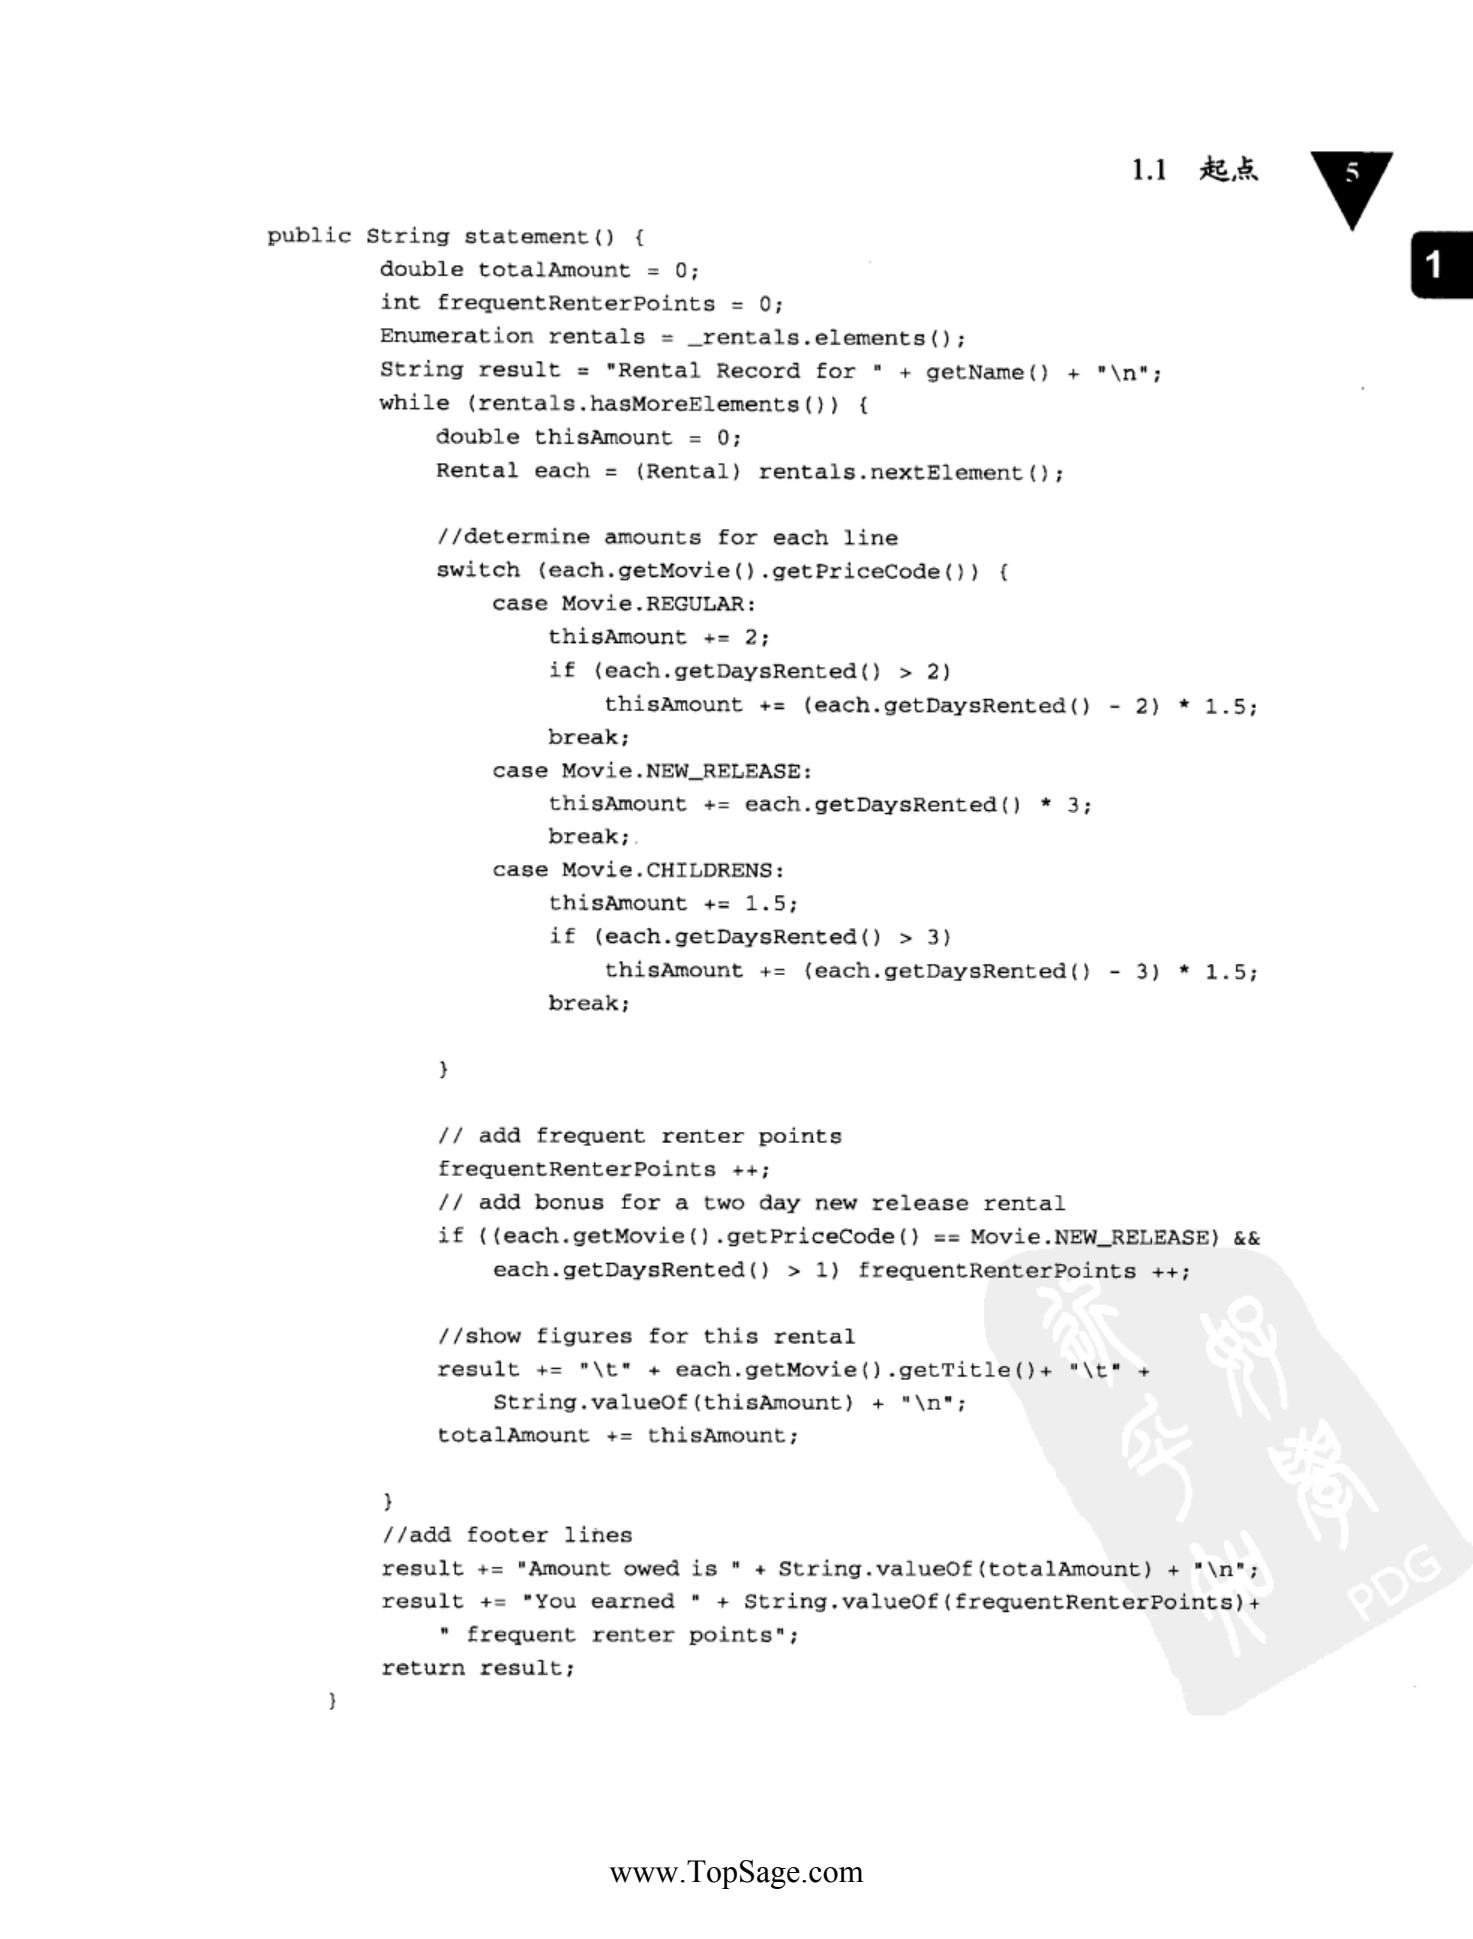 1.1 起点
5
1
public String statement() {
        double totalAmount = 0;
        int frequentRenterPoints = 0;
        Enumeration rentals = _rentals.elements();
        String result = "Rental Record for " + getName() + "\n";
        while (rentals.hasMoreElements()) {
            double thisAmount = 0;
            Rental each = (Rental) rentals.nextElement();
            //determine amounts for each line
            switch (each.getMovie().getPriceCode()) {
                case Movie.REGULAR:
                    thisAmount += 2;
                    if (each.getDaysRented() > 2)
                        thisAmount += (each.getDaysRented() - 2) * 1.5;
                    break;
                case Movie.NEW_RELEASE:
                    thisAmount += each.getDaysRented() * 3;
                    break;
                case Movie.CHILDRENS:
                    thisAmount += 1.5;
                    if (each.getDaysRented() > 3)
                        thisAmount += (each.getDaysRented() - 3) * 1.5;
                    break;
            }
            // add frequent renter points
            frequentRenterPoints ++;
            // add bonus for a two day new release rental
            if ((each.getMovie().getPriceCode() == Movie.NEW_RELEASE) &&
                each.getDaysRented() > 1) frequentRenterPoints ++;
            //show figures for this rental
            result += "\t" + each.getMovie().getTitle()+ "\t" +
                String.valueOf(thisAmount) + "\n";
            totalAmount += thisAmount;
        }
        //add footer lines
        result += "Amount owed is " + String.valueOf(totalAmount) + "\n";
        result += "You earned " + String.valueOf(frequentRenterPoints)+
            " frequent renter points";
        return result;
    }
PDG
www.TopSage.com